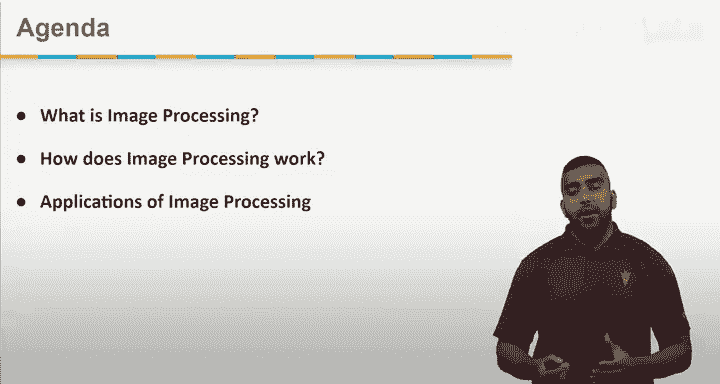 Agenda
What is Image Processing?
How does Image Processing work?
Applications of Image Processing